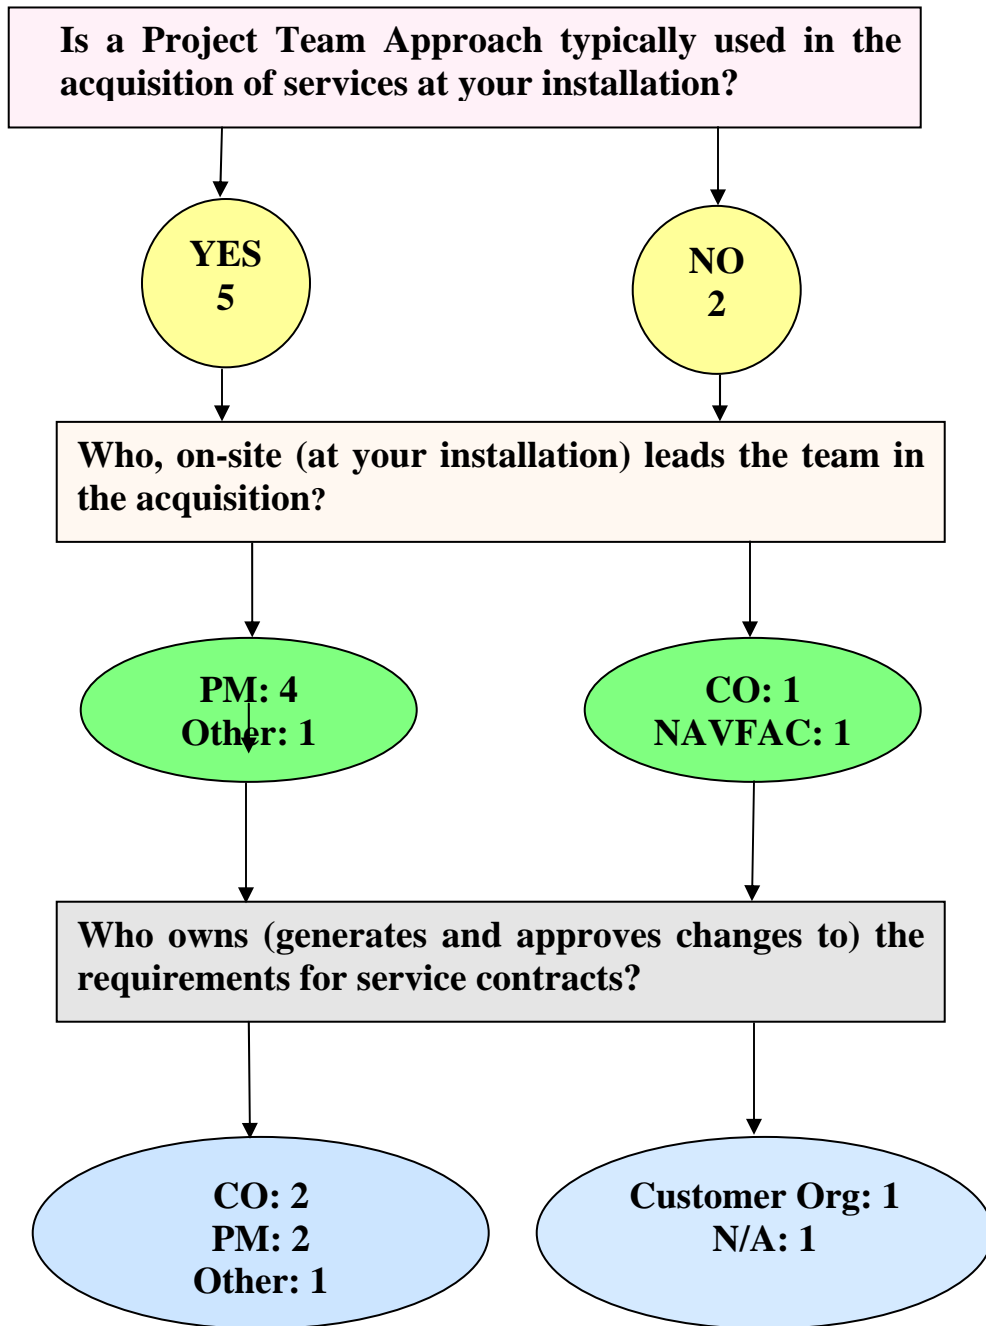 Is a Project Team Approach typically used in the
acquisition of services at your installation?
YES
5
NO
2
Who, on-site (at your installation) leads the team in
the acquisition?
PM: 4
Other: 1
CO: 1
NAVFAC: 1
Who owns (generates and approves changes to) the
requirements for service contracts?
CO: 2
PM: 2
Other: 1
Customer Org: 1
N/A: 1